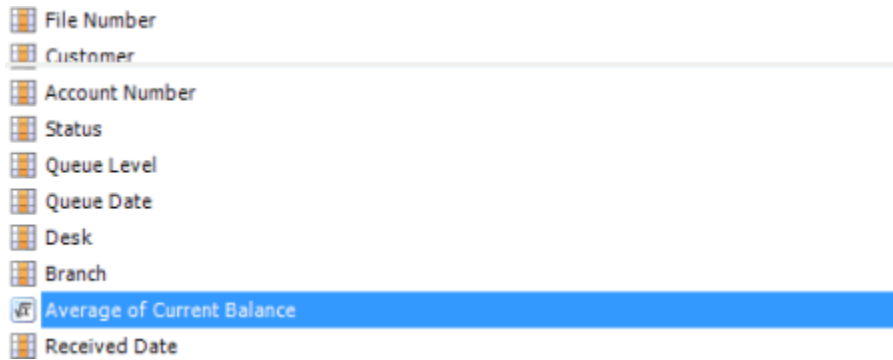 File Number
Customer
Account Number
Status
Queue Level
Queue Date
Desk
Branch
Average of Current Balance
Received Date